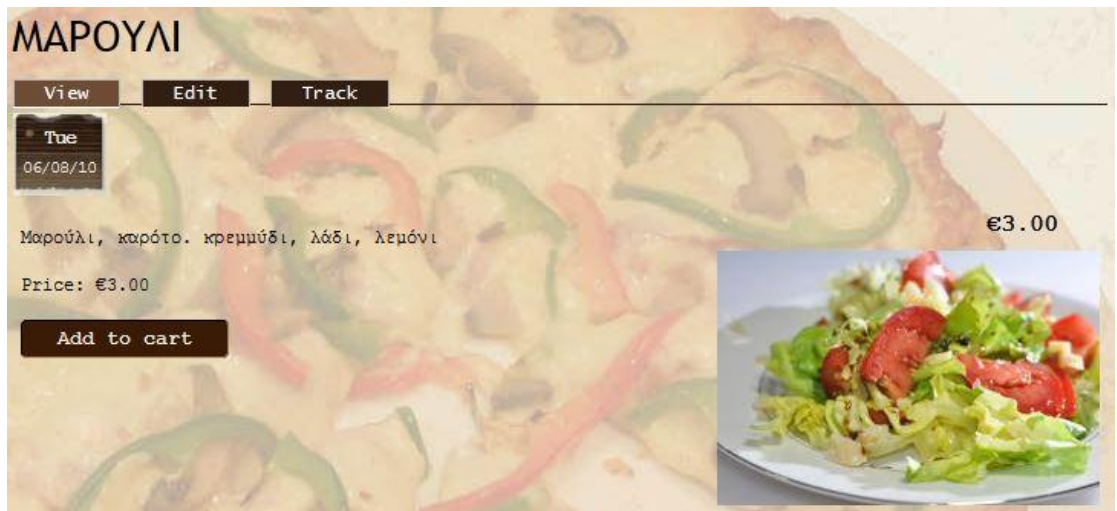 ΜΑΡΟΥΛΙ
View Edit Track
Tue
06/08/10
€3.00
Μαρούλι, καρότο. κρεμμύδι, λάδι, λεμόνι
Price: €3.00
Add to cart